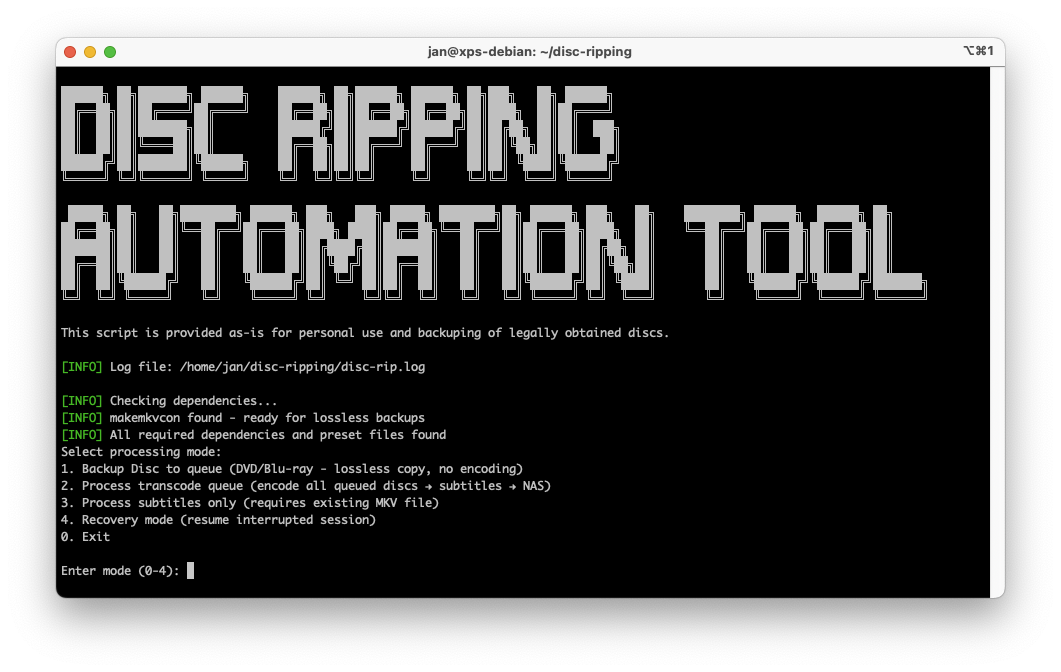 jan@xps-debian: ~/disc-ripping
⌥⌘1
DISC RIPPING
AUTOMATION TOOL
This script is provided as-is for personal use and backuping of legally obtained discs.
[INFO] Log file: /home/jan/disc-ripping/disc-rip.log
[INFO] Checking dependencies...
[INFO] makemkvcon found - ready for lossless backups
[INFO] All required dependencies and preset files found
Select processing mode:
1. Backup Disc to queue (DVD/Blu-ray - lossless copy, no encoding)
2. Process transcode queue (encode all queued discs → subtitles → NAS)
3. Process subtitles only (requires existing MKV file)
4. Recovery mode (resume interrupted session)
0. Exit
Enter mode (0-4):